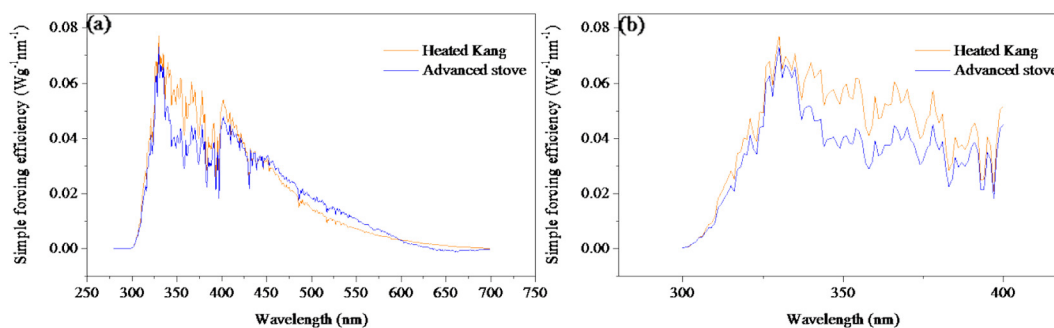 (a)
Heated Kang
Advanced stove
Simple forcing efficiency (Wg⁻¹nm⁻¹)
0.08
0.06
0.04
0.02
0.00
250 300 350 400 450 500 550 600 650 700 750
Wavelength (nm)
(b)
Heated Kang
Advanced stove
Simple forcing efficiency (Wg⁻¹nm⁻¹)
0.08
0.06
0.04
0.02
0.00
300 350 400
Wavelength (nm)